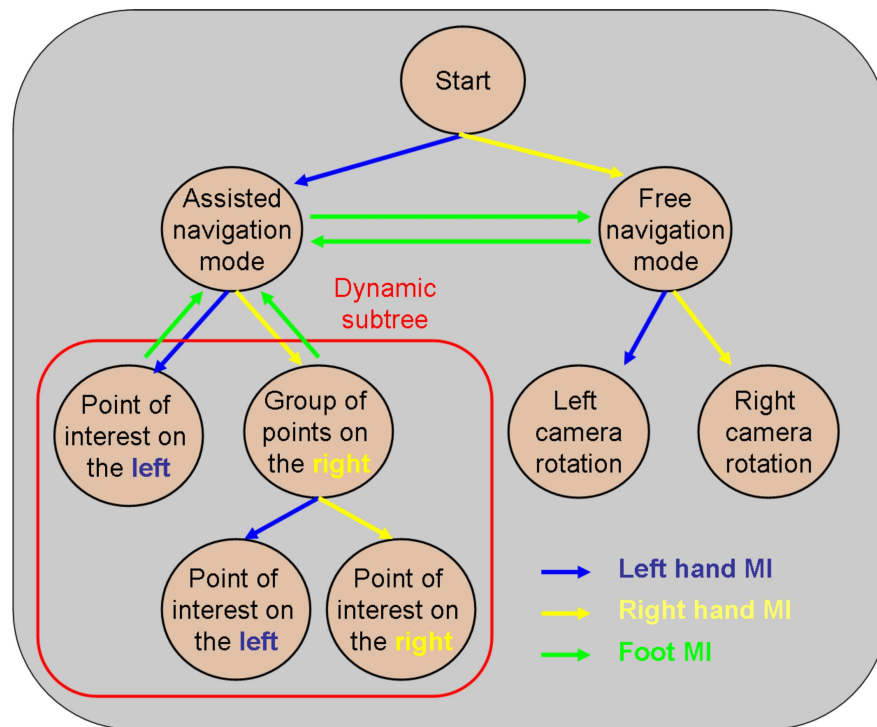 Start
Assisted
navigation
mode
Free
navigation
mode
Dynamic
subtree
Point of
interest on
the left
Group of
points on
the right
Left
camera
rotation
Right
camera
rotation
Point of
interest on
the left
Point of
interest on
the right
Left hand MI
Right hand MI
Foot MI